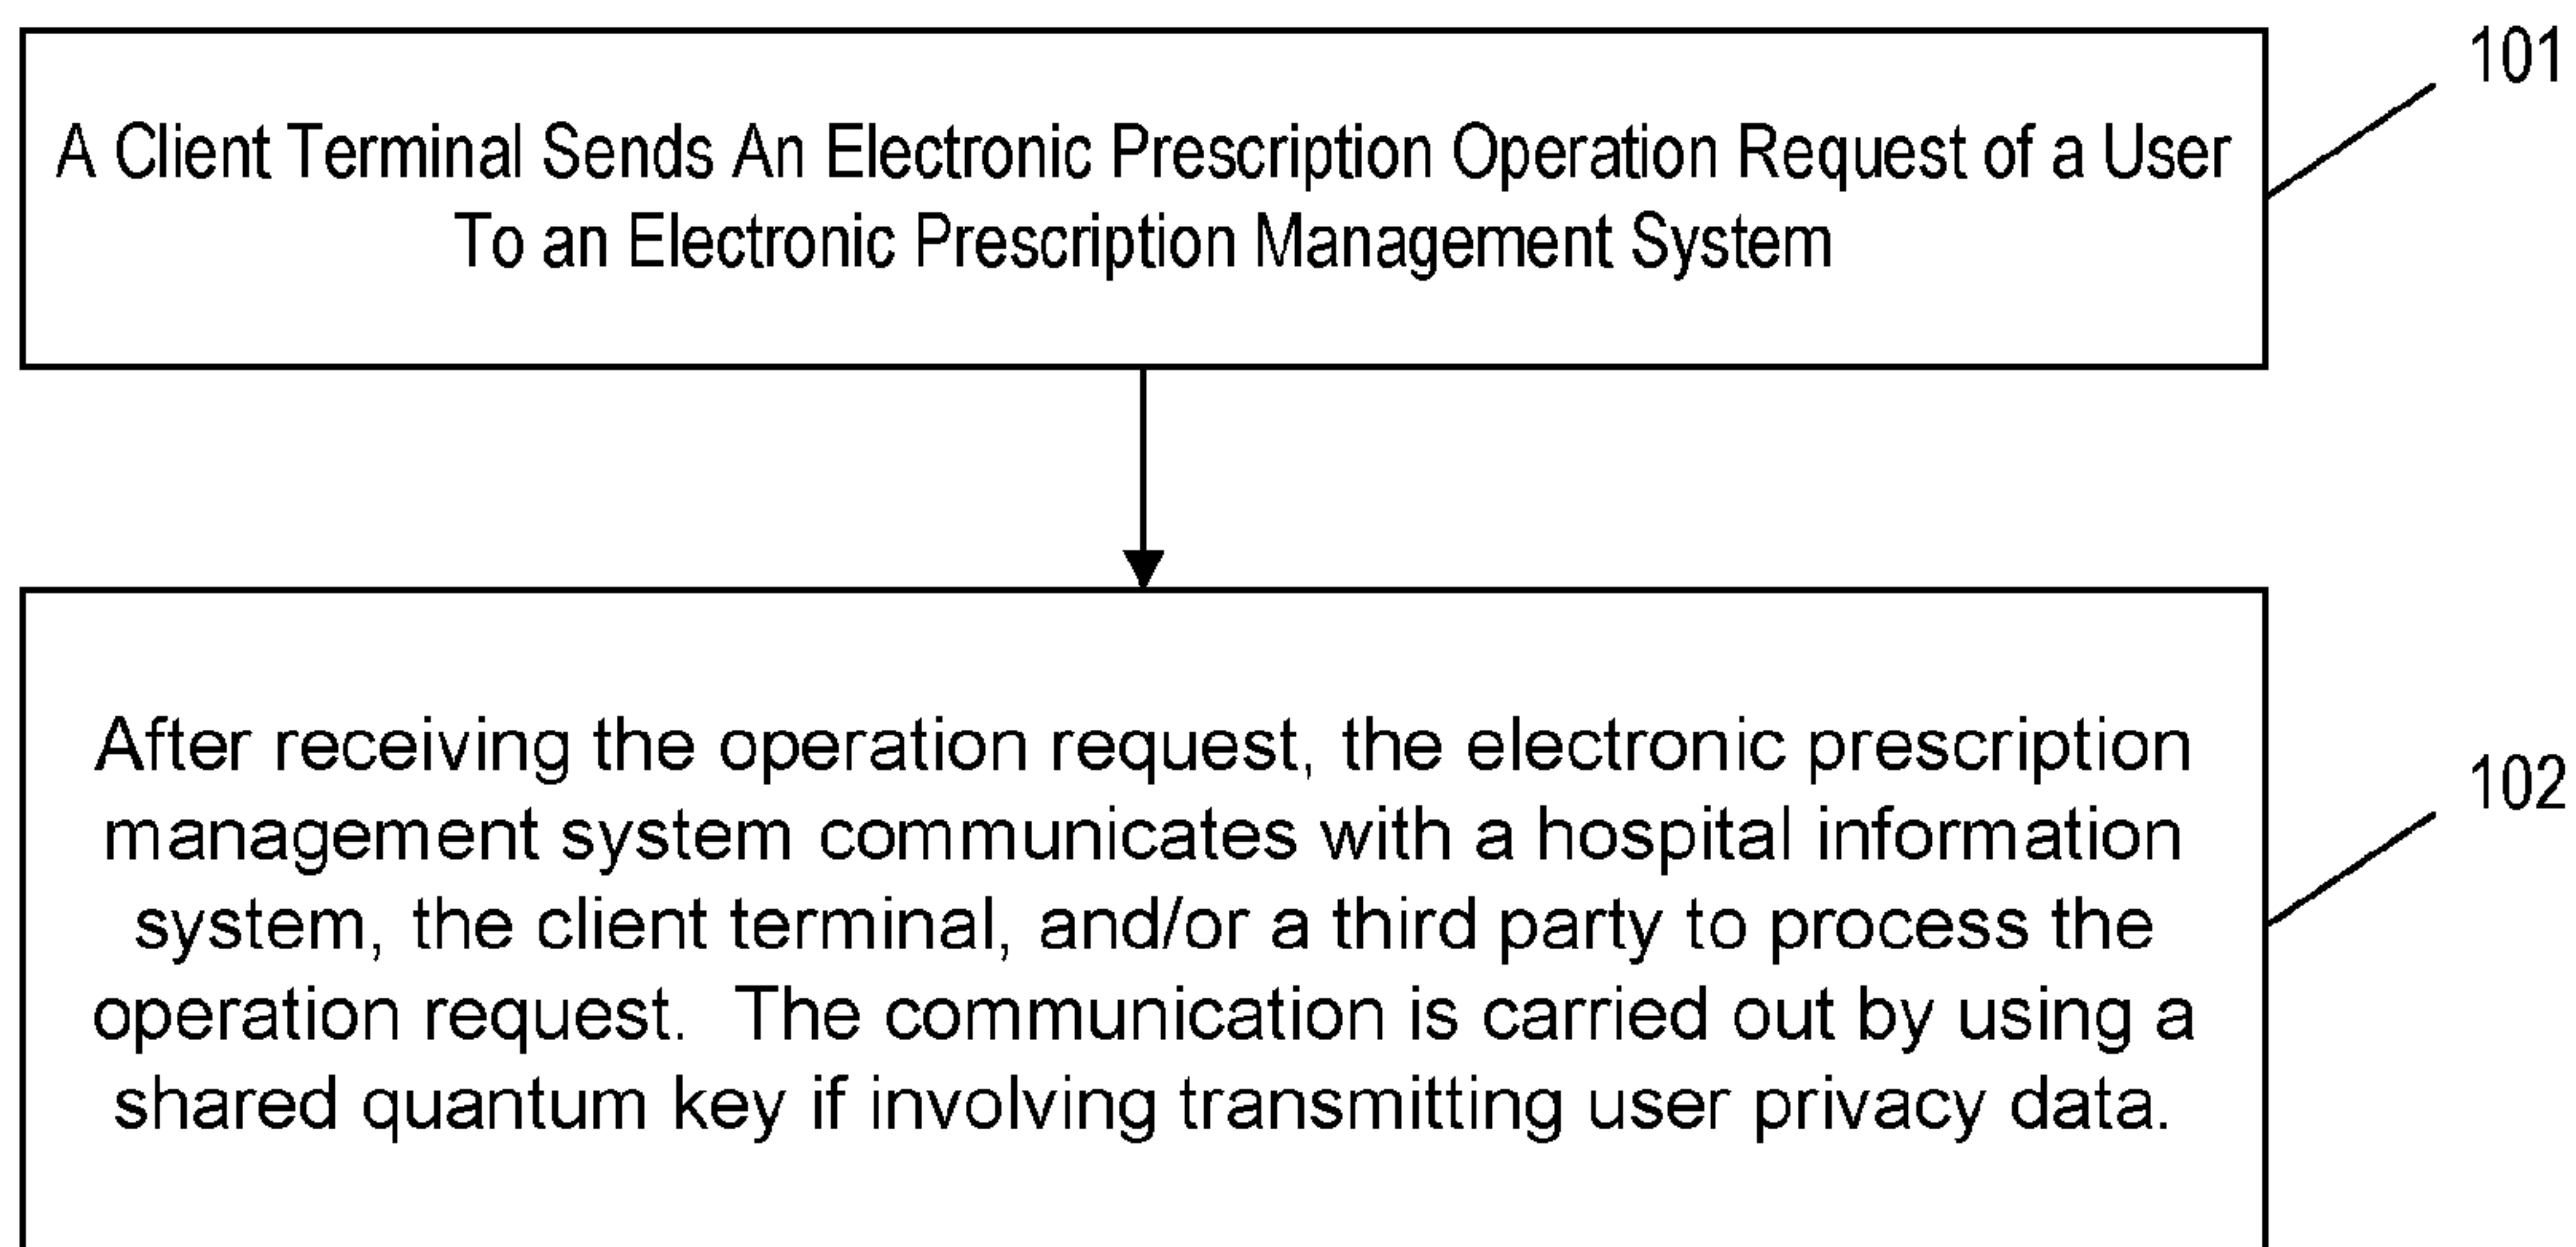 101
A Client Terminal Sends An Electronic Prescription Operation Request of a User
To an Electronic Prescription Management System
After receiving the operation request, the electronic prescription
102
management system communicates with a hospital information
system, the client terminal, and/or a third party to process the
operation request.  The communication is carried out by using a
shared quantum key if involving transmitting user privacy data.